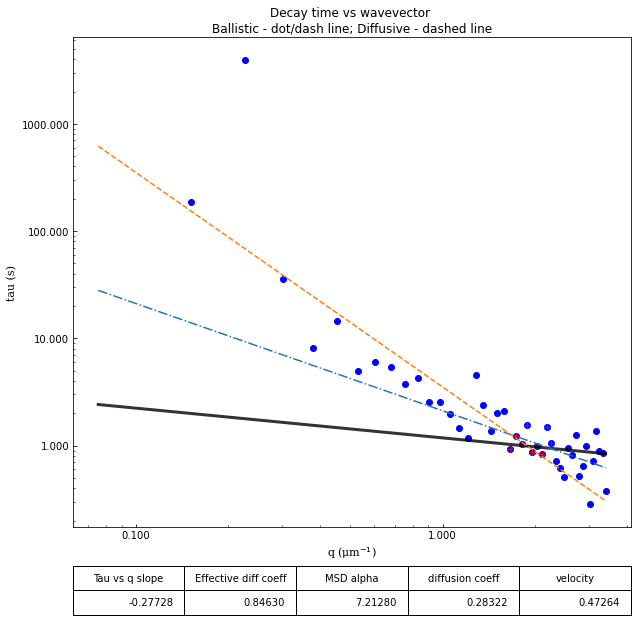 Decay time vs wavevector
Ballistic - dot/dash line; Diffusive - dashed line
1000.000
100.000
10.000
1.000
tau (s)
0.100 1.000
q (μm⁻¹)
Tau vs q slope Effective diff coeff MSD alpha diffusion coeff velocity
-0.27728 0.84630 7.21280 0.28322 0.47264